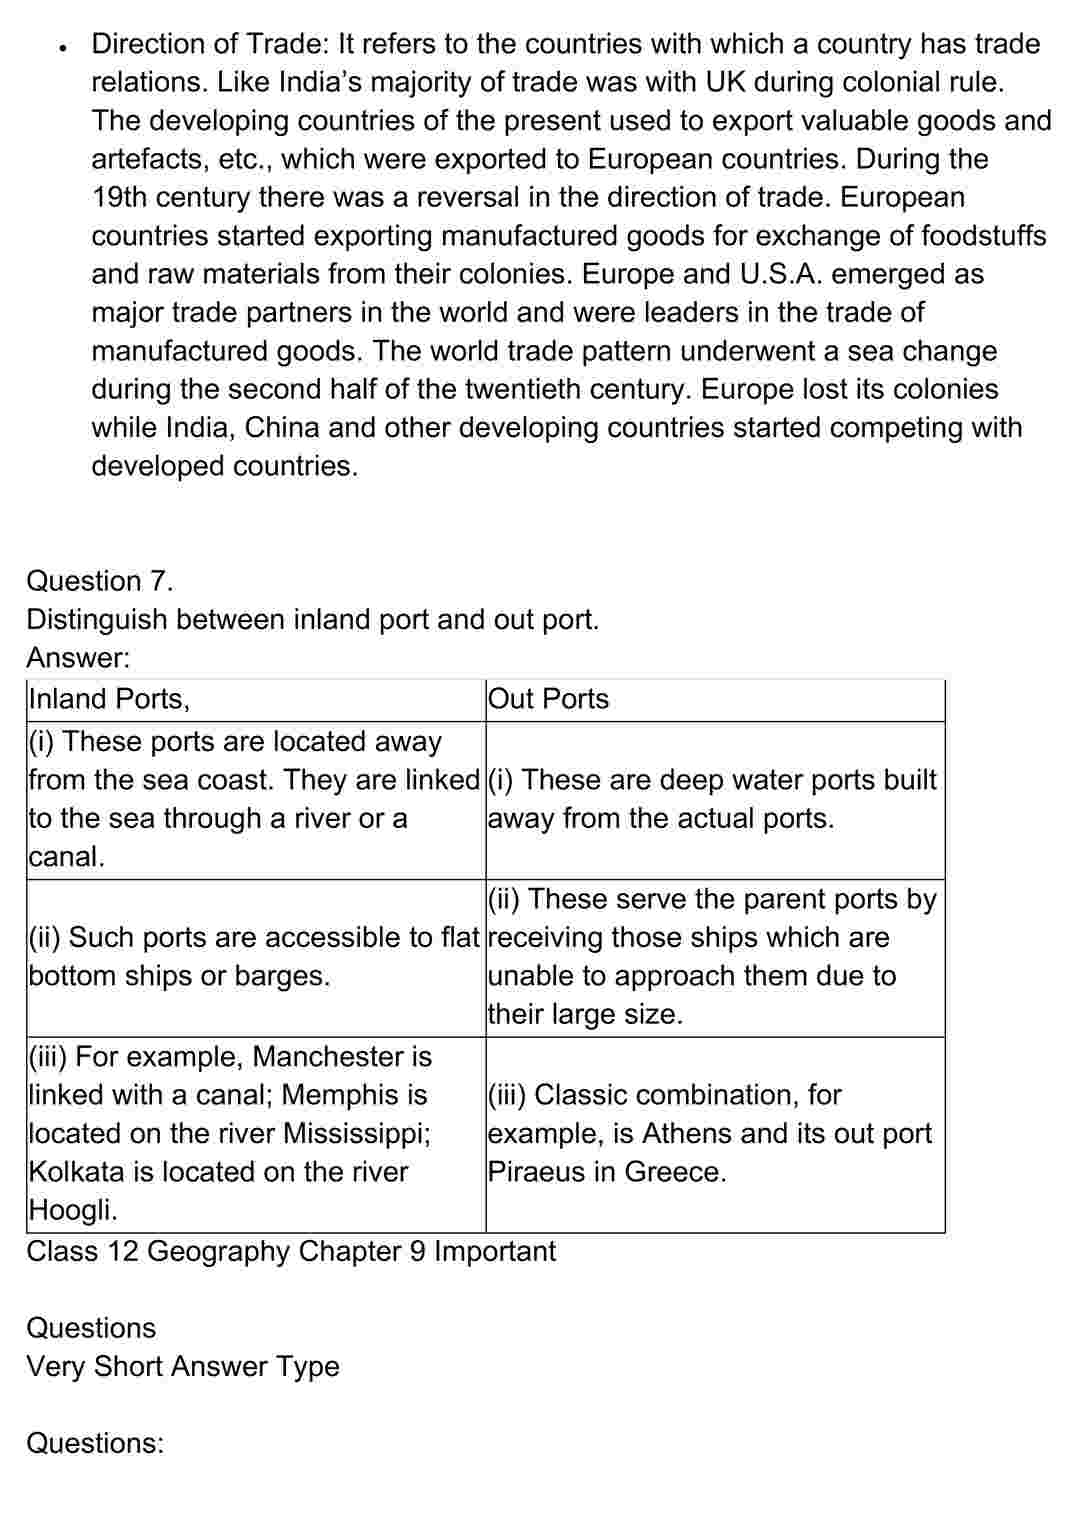 • Direction of Trade: It refers to the countries with which a country has trade
relations. Like India's majority of trade was with UK during colonial rule.
The developing countries of the present used to export valuable goods and
artefacts, etc., which were exported to European countries. During the
19th century there was a reversal in the direction of trade. European
countries started exporting manufactured goods for exchange of foodstuffs
and raw materials from their colonies. Europe and U.S.A. emerged as
major trade partners in the world and were leaders in the trade of
manufactured goods. The world trade pattern underwent a sea change
during the second half of the twentieth century. Europe lost its colonies
while India, China and other developing countries started competing with
developed countries.
Question 7.
Distinguish between inland port and out port.
Answer:
Inland Ports,
Out Ports
(i) These ports are located away
from the sea coast. They are linked
to the sea through a river or a
canal.
(i) These are deep water ports built
away from the actual ports.
(ii) Such ports are accessible to flat
bottom ships or barges.
(ii) These serve the parent ports by
receiving those ships which are
unable to approach them due to
their large size.
(iii) For example, Manchester is
linked with a canal; Memphis is
located on the river Mississippi;
Kolkata is located on the river
Hoogli.
(iii) Classic combination, for
example, is Athens and its out port
Piraeus in Greece.
Class 12 Geography Chapter 9 Important
Questions
Very Short Answer Type
Questions: